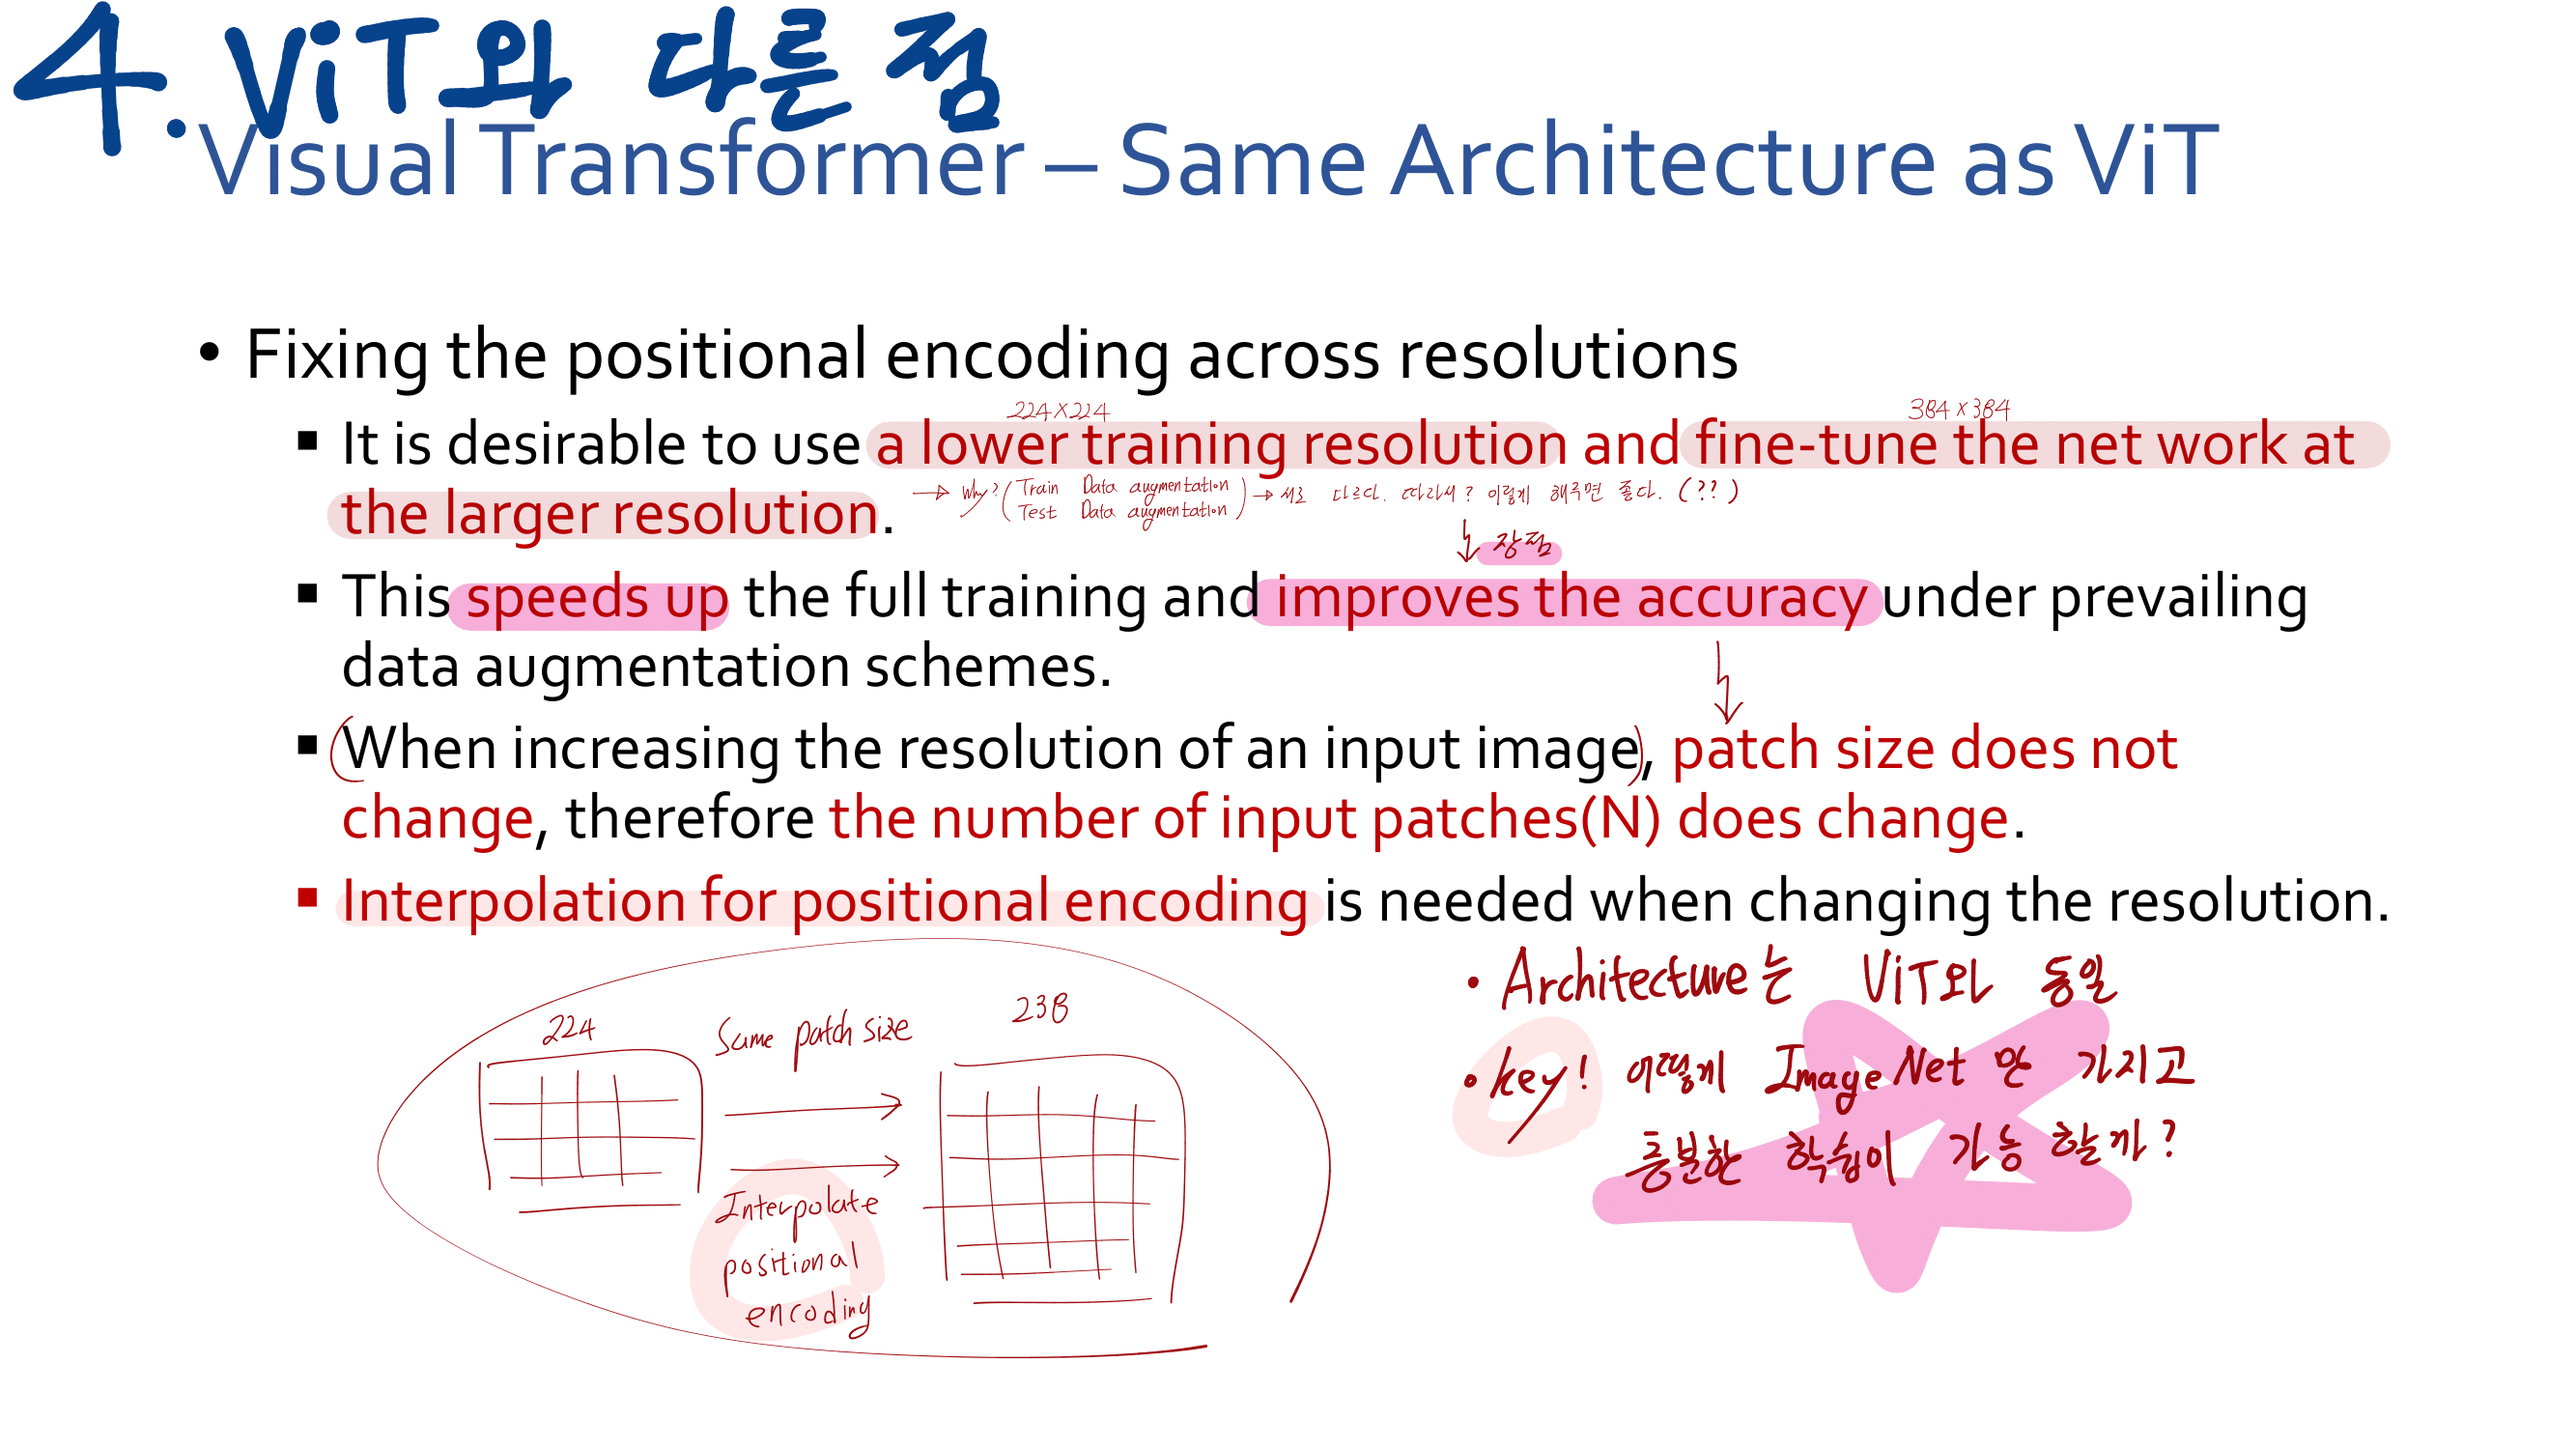 4. ViT와 다른 점
Visual Transformer – Same Architecture as ViT
• Fixing the positional encoding across resolutions
224×224
384×384
▪ It is desirable to use a lower training resolution and fine-tune the net work at
the larger resolution.
→ Why? ( Train Data augmentation
Test Data augmentation ) → 서로 다르다. 따라서? 이렇게 해주면 좋다. (??)
↓ 장점
▪ This speeds up the full training and improves the accuracy under prevailing
data augmentation schemes.
▪ (When increasing the resolution of an input image), patch size does not
change, therefore the number of input patches(N) does change.
▪ Interpolation for positional encoding is needed when changing the resolution.
224
Same patch size
238
Interpolate
positional
encoding
• Architecture는 ViT와 동일
• key! 어떻게 ImageNet 만 가지고
충분한 학습이 가능 할까?